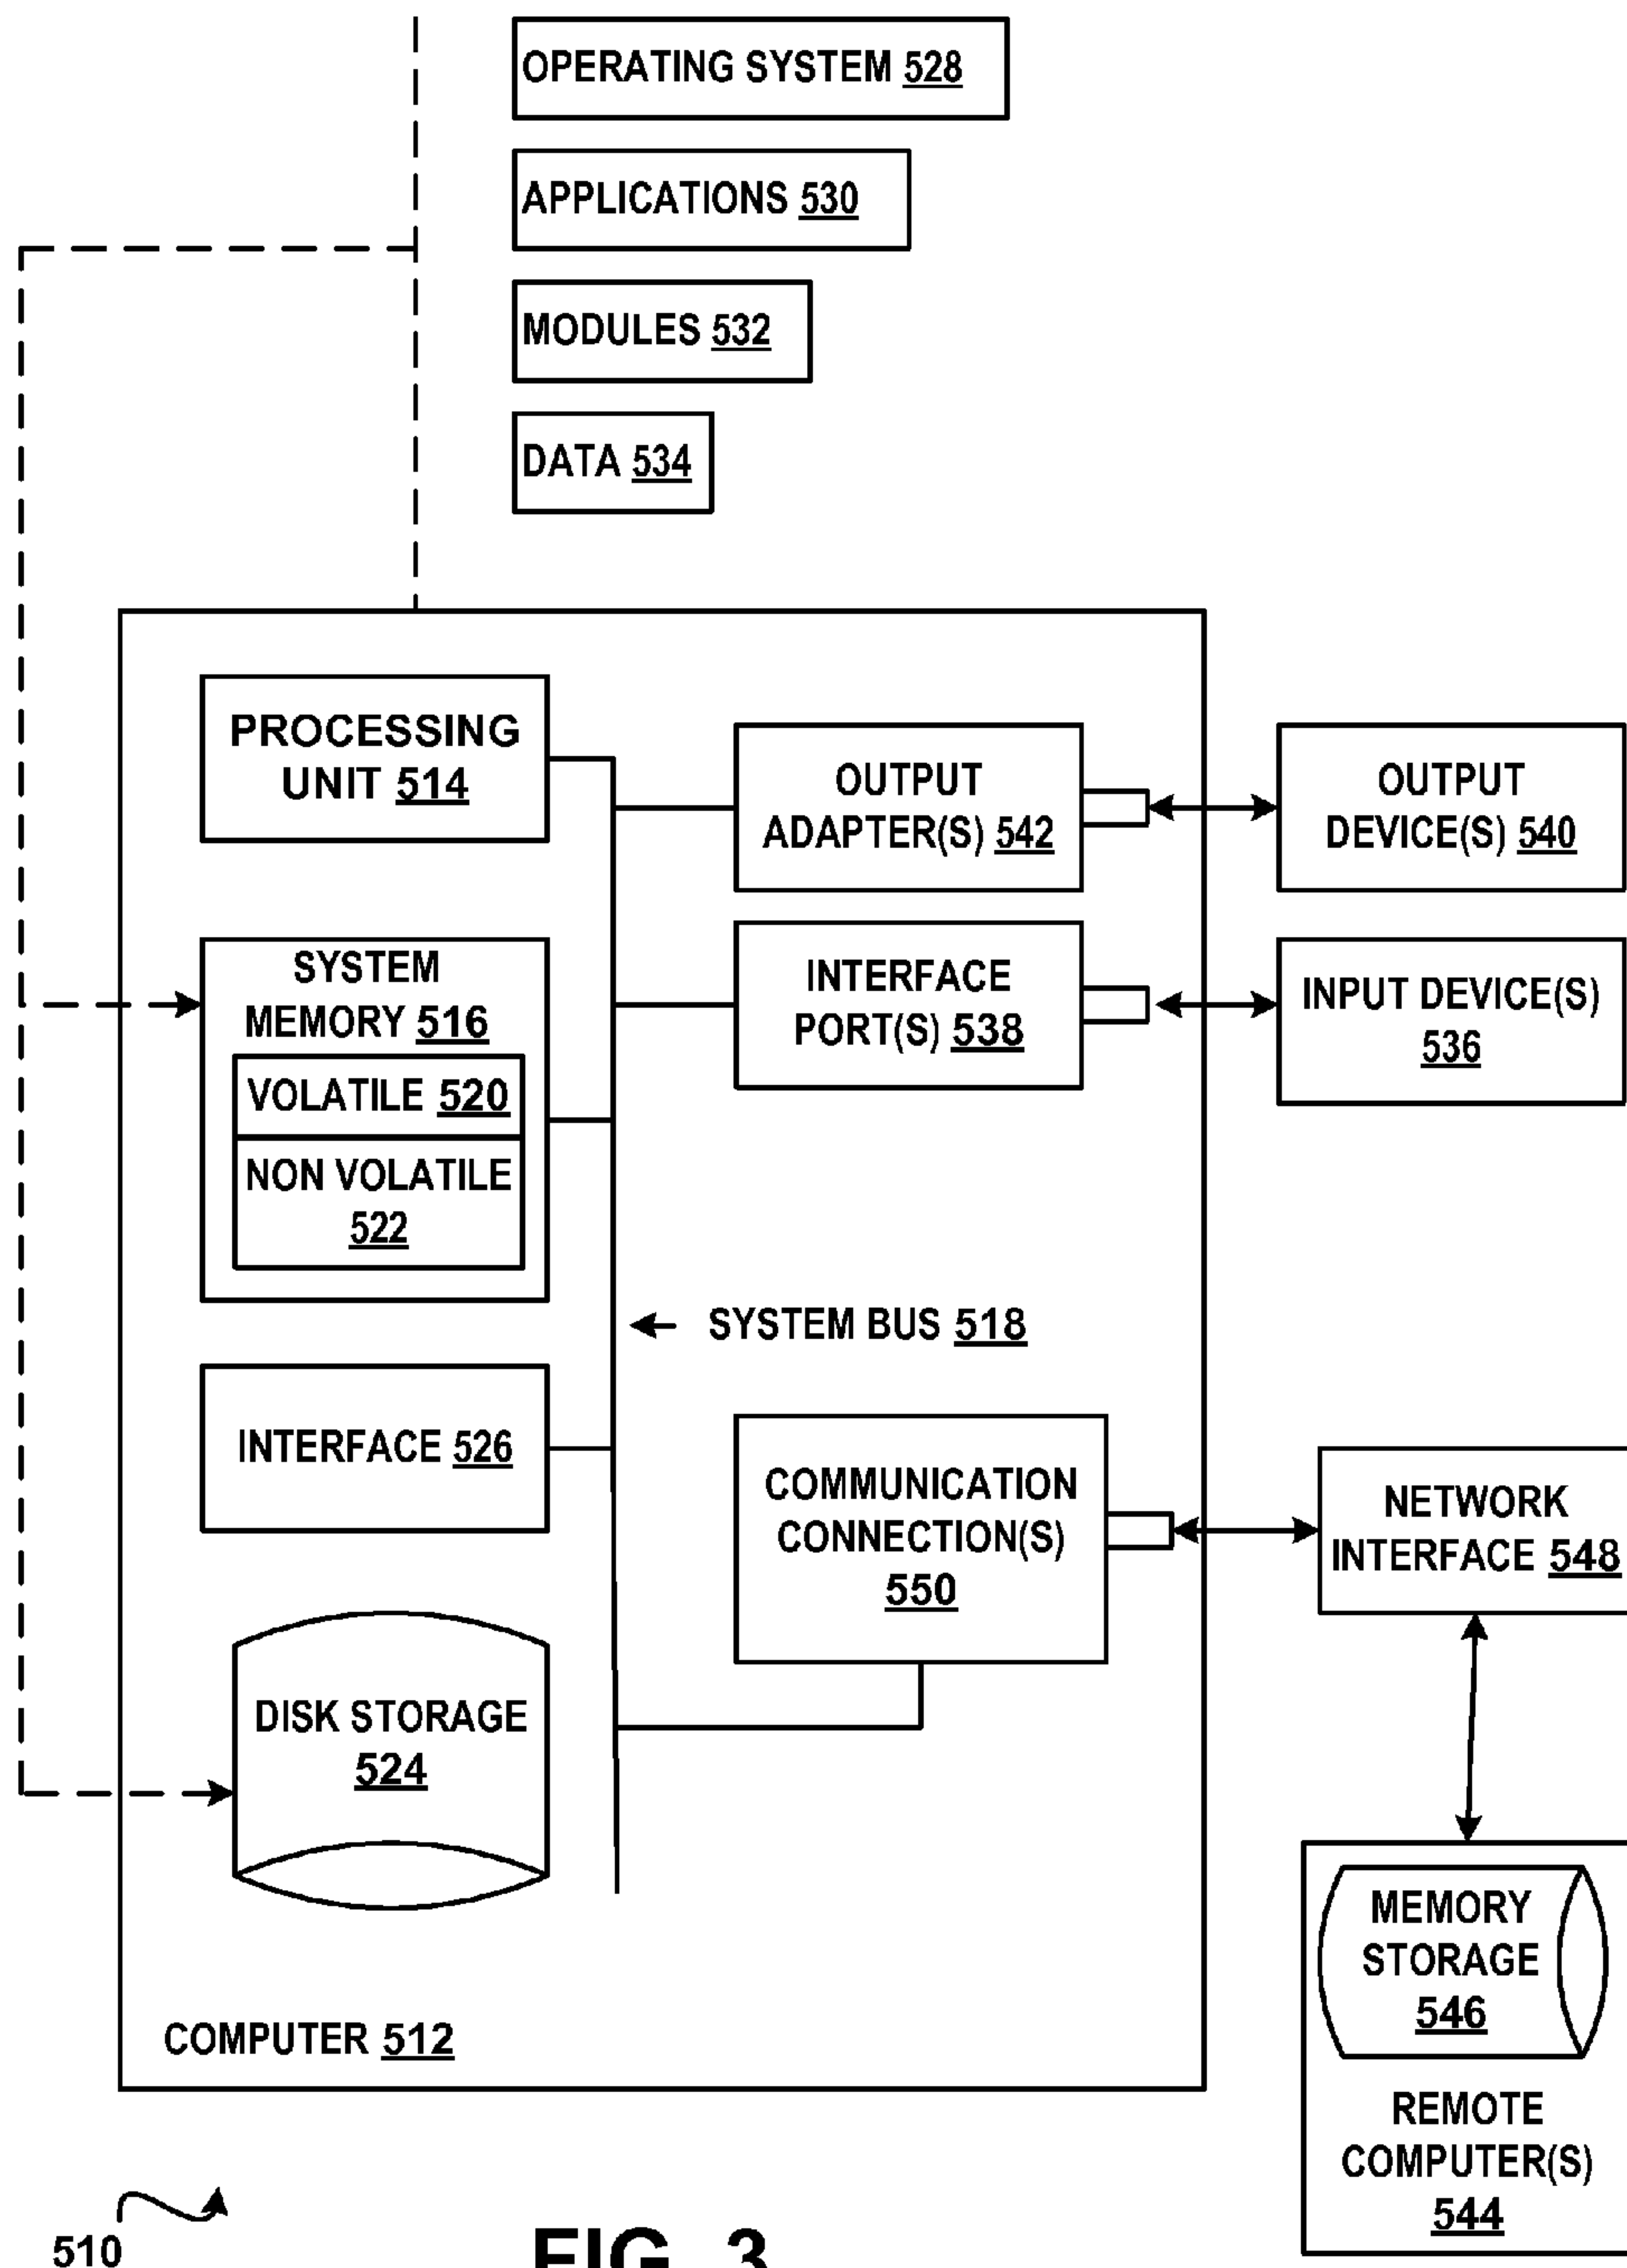 OPERATING SYSTEM 528
APPLICATIONS 530
MODULES 532
DATA 534
PROCESSING
UNIT 514
OUTPUT
ADAPTER(S) 542
OUTPUT
DEVICE(S) 540
SYSTEM
MEMORY 516
VOLATILE 520
NON VOLATILE
522
INTERFACE
PORT(S) 538
INPUT DEVICE(S)
536
SYSTEM BUS 518
INTERFACE 526
COMMUNICATION
CONNECTION(S)
550
NETWORK
INTERFACE 548
DISK STORAGE
524
MEMORY
STORAGE
546
REMOTE
COMPUTER(S)
544
COMPUTER 512
510
FIG. 3